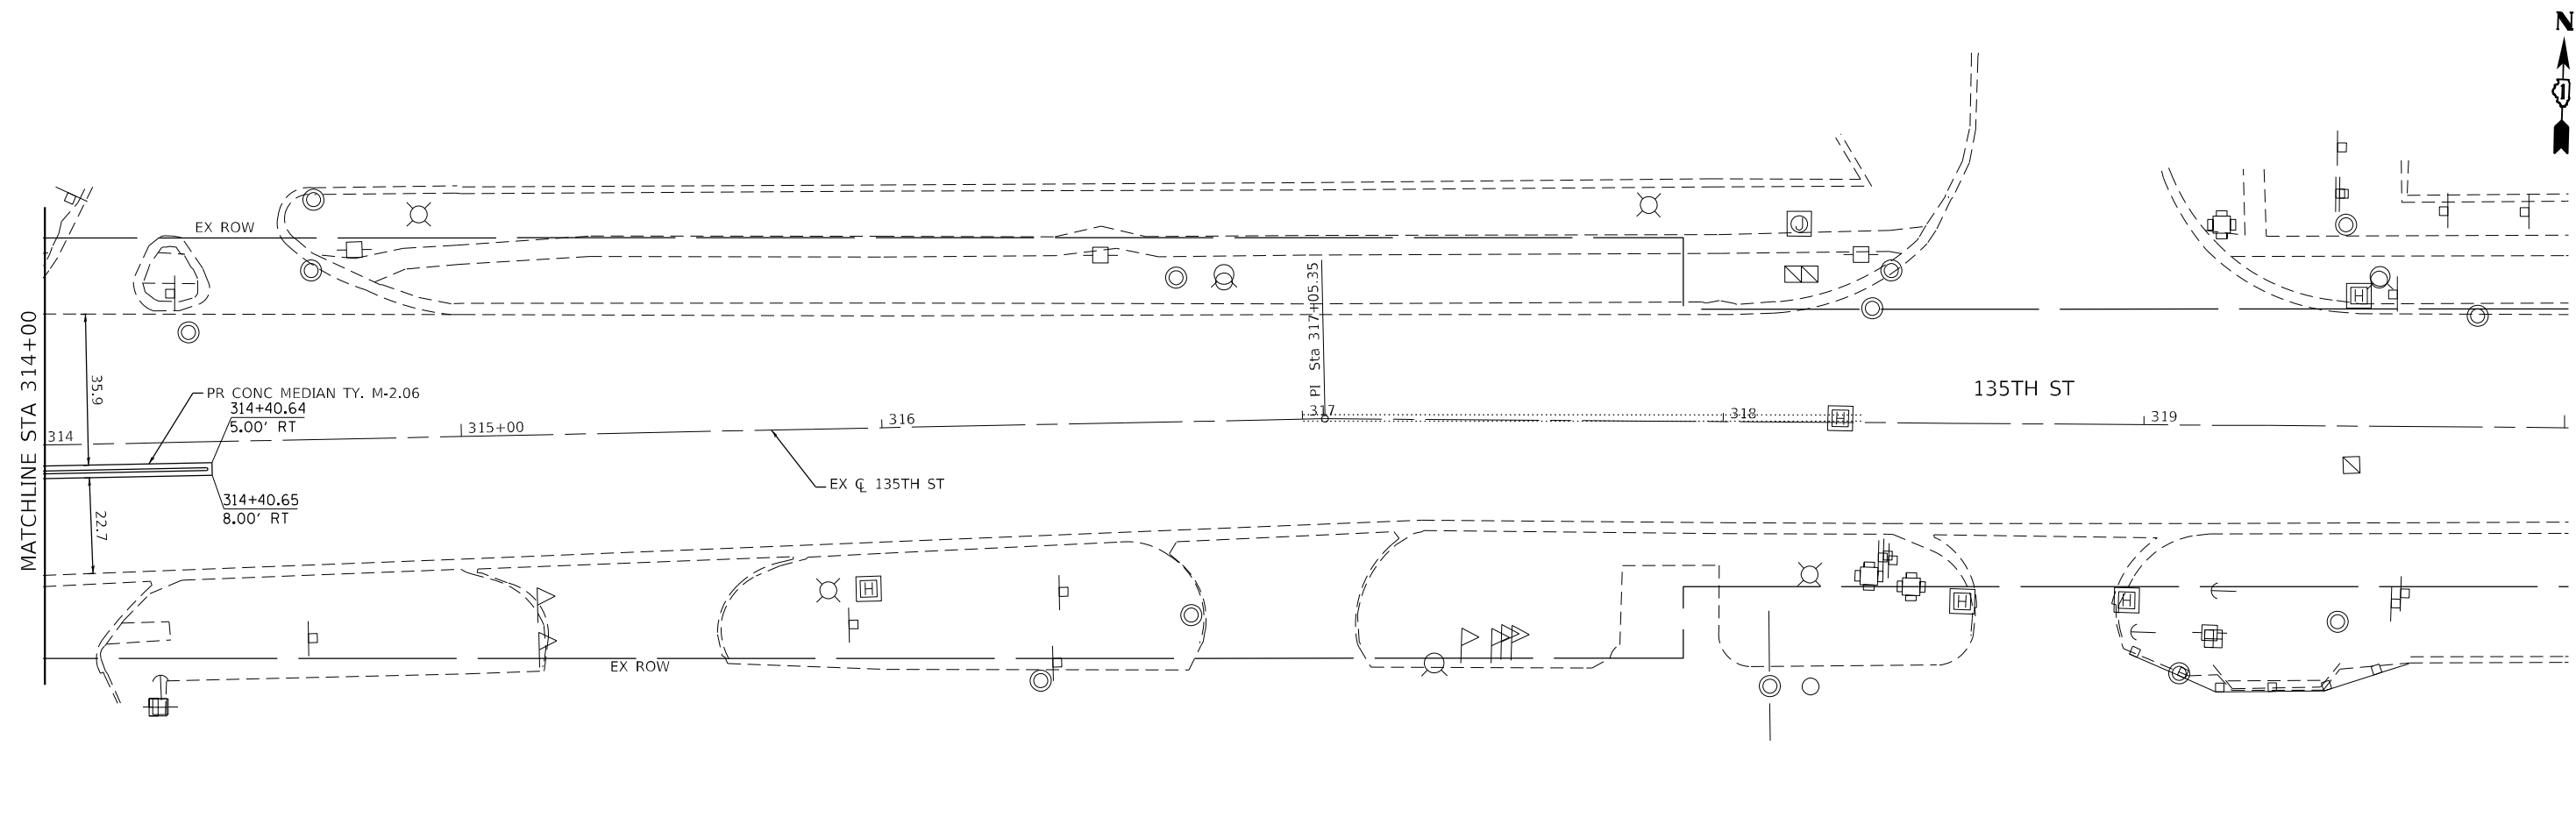 N
1
EX ROW
J
H
MATCHLINE STA 314+00
35.9
PR CONC MEDIAN TY. M-2.06
314+40.64
5.00' RT
PI Sta 317+05.35
135TH ST
314
315+00
316
317
318
H
319
EX ℄ 135TH ST
314+40.65
8.00' RT
22.7
H
H
H
EX ROW